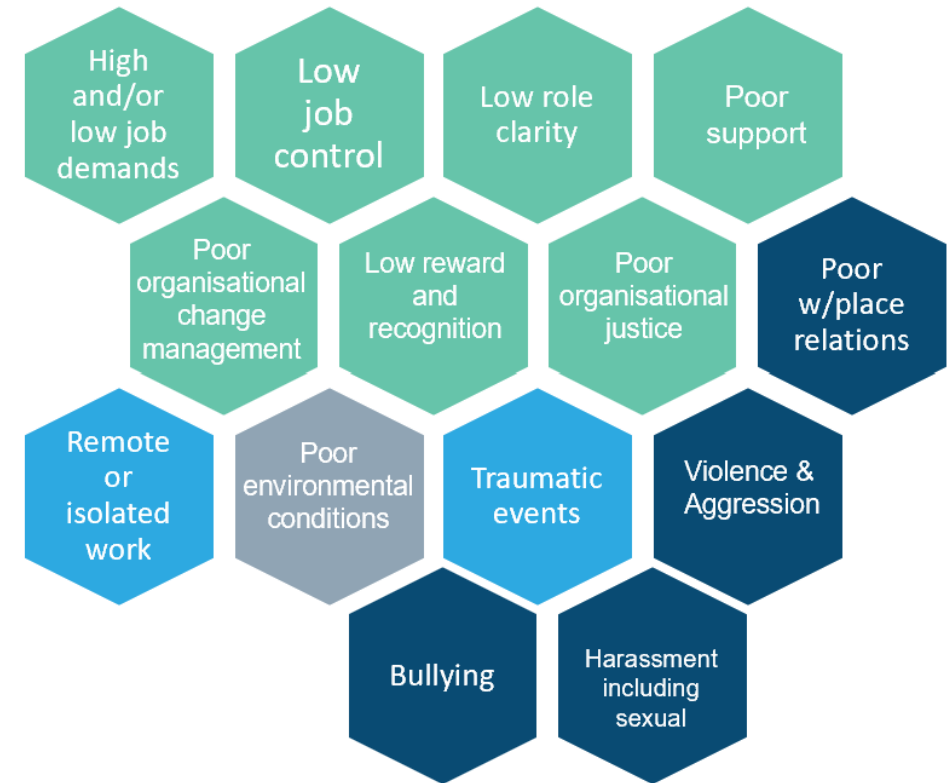 High
and/or
low job
demands
Low
job
control
Low role
clarity
Poor
support
Poor
organisational
change
management
Low reward
and
recognition
Poor
organisational
justice
Poor
w/place
relations
Remote
or
isolated
work
Poor
environmental
conditions
Traumatic
events
Violence &
Aggression
Bullying
Harassment
including
sexual